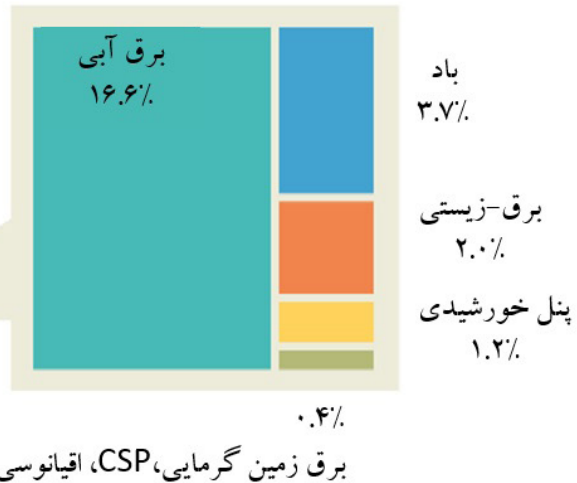 برق آبی
۱۶.۶٪
باد
۳.۷٪
برق-زیستی
۲.۰٪
پنل خورشیدی
۱.۲٪
۰.۴٪
برق زمین گرمایی،CSP، اقیانوسی